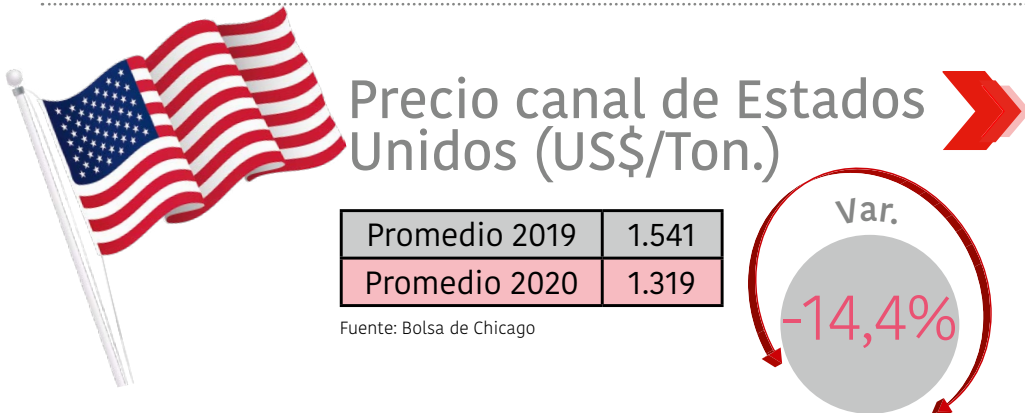 Precio canal de Estados
Unidos (US$/Ton.)
Var.
Promedio 2019 1.541
Promedio 2020 1.319
-14,4%
Fuente: Bolsa de Chicago